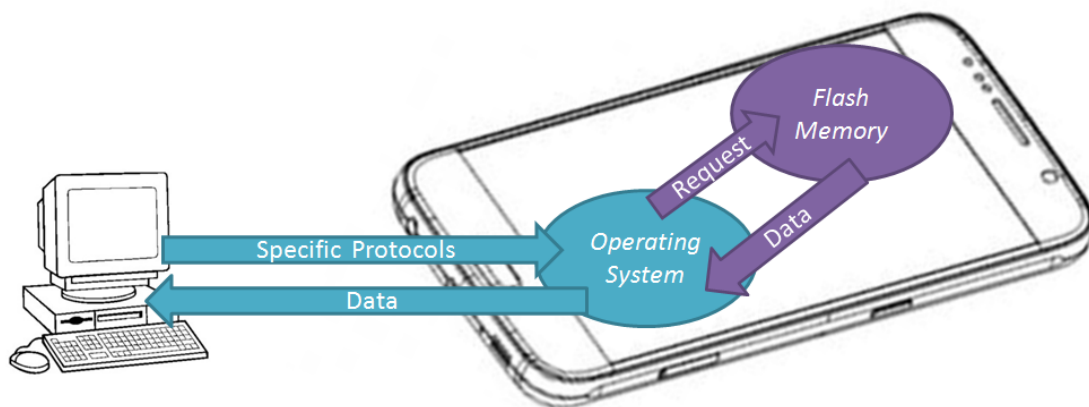 Flash
Memory
Request
Data
Specific Protocols
Operating
System
Data